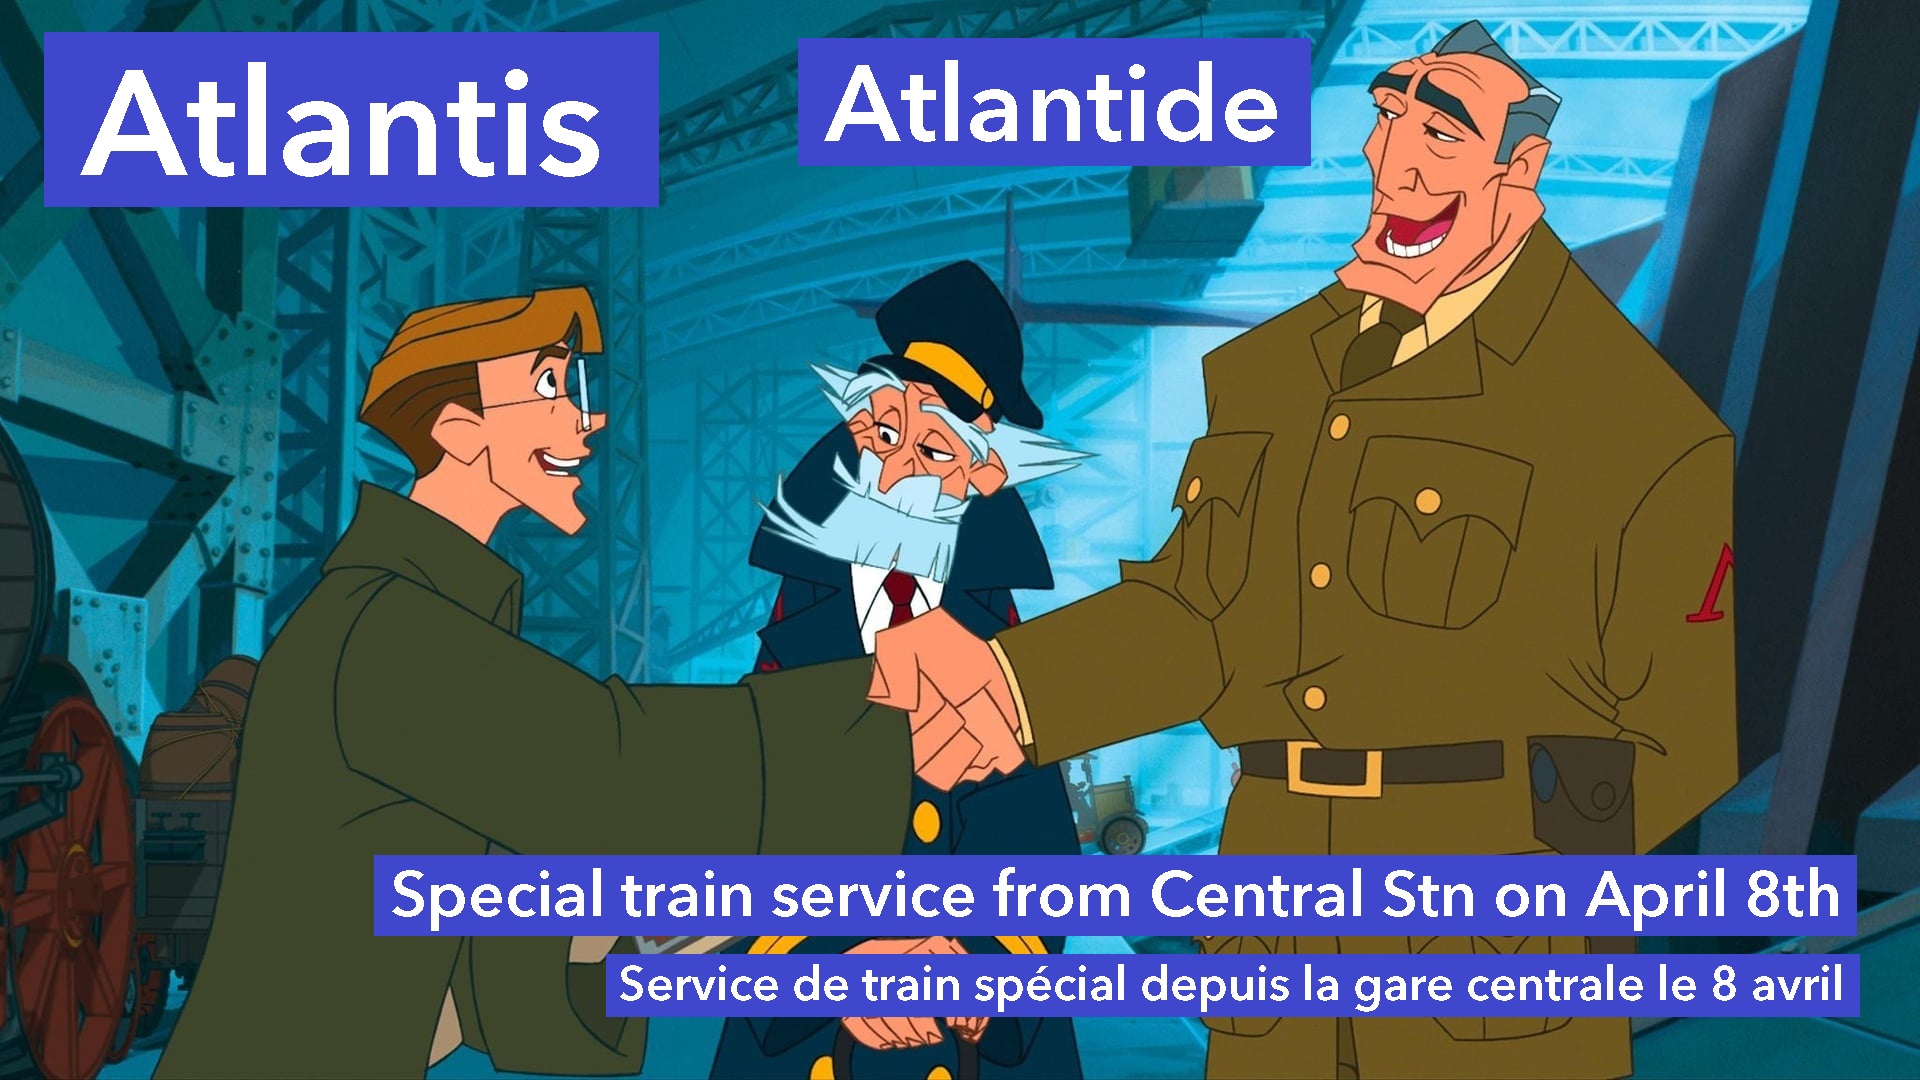 Atlantis
Atlantide
Special train service from Central Stn on April 8th
Service de train spécial depuis la gare centrale le 8 avril